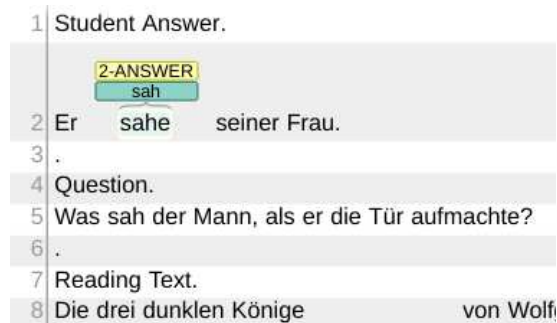 1 Student Answer.
2-ANSWER
sah
2 Er sahe seiner Frau.
3 .
4 Question.
5 Was sah der Mann, als er die Tür aufmachte?
6 .
7 Reading Text.
8 Die drei dunklen Könige von Wolfg